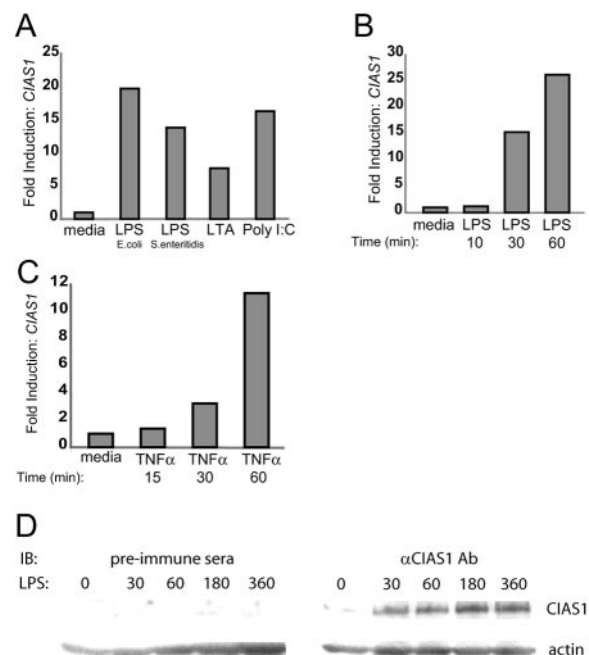 A
Fold Induction: CIAS1
25
20
15
10
5
0
media LPS LPS LTA Poly I:C
E.coli S.enteritidis
B
Fold Induction: CIAS1
30
25
20
15
10
5
0
media LPS LPS LPS
Time (min): 10 30 60
C
Fold Induction: CIAS1
12
10
8
6
4
2
0
media TNFα TNFα TNFα
Time (min): 15 30 60
D
IB: pre-immune sera αCIAS1 Ab
LPS: 0 30 60 180 360 0 30 60 180 360
CIAS1
actin